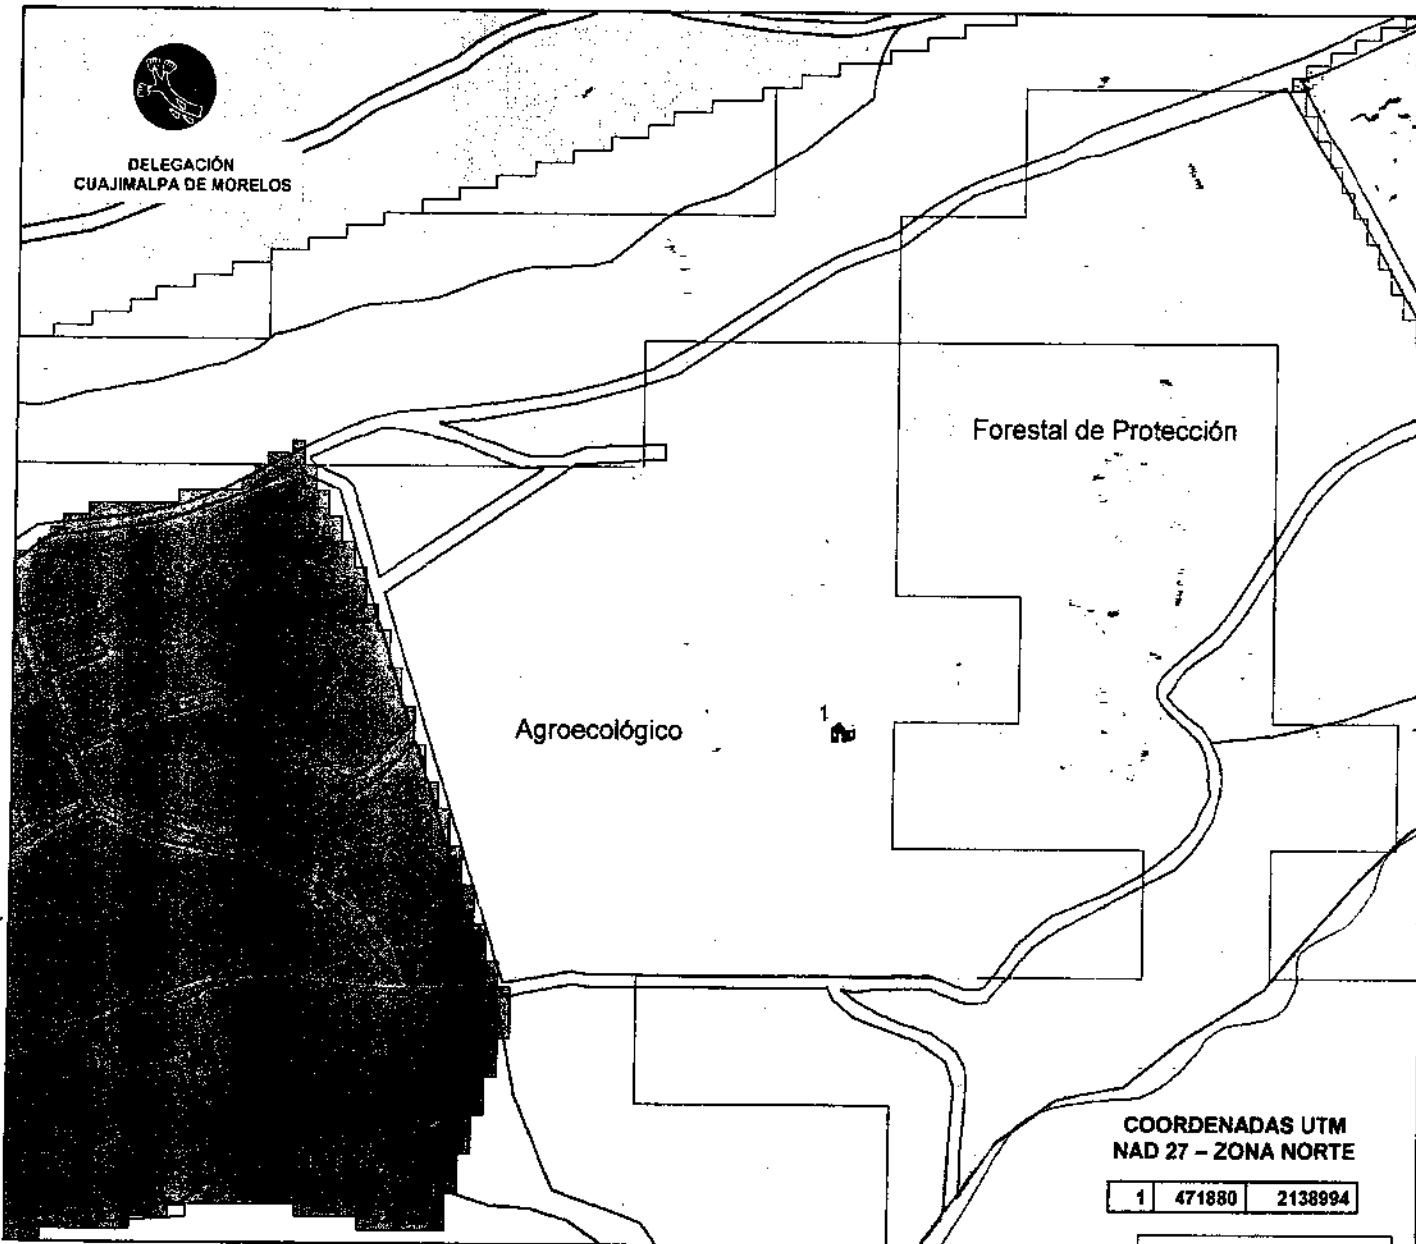 DELEGACIÓN
CUAJIMALPA DE MORELOS
Forestal de Protección
Agroecológico
1
COORDENADAS UTM
NAD 27 – ZONA NORTE
1 471880 2138994